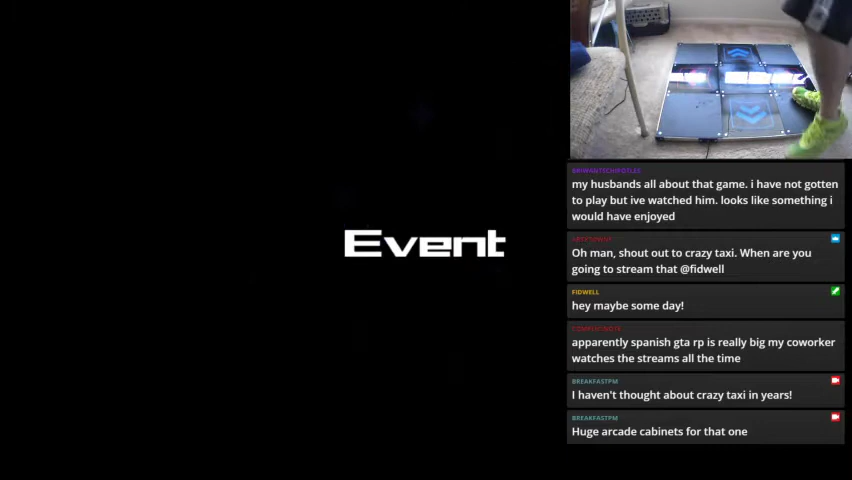 Event
my husbands all about that game. i have not gotten
to play but ive watched him. looks like something i
would have enjoyed
Oh man, shout out to crazy taxi. When are you
going to stream that @fidwell
FIDWELL
hey maybe some day!
apparently spanish gta rp is really big my coworker
watches the streams all the time
BREAKFASTPM
I haven't thought about crazy taxi in years!
BREAKFASTPM
Huge arcade cabinets for that one